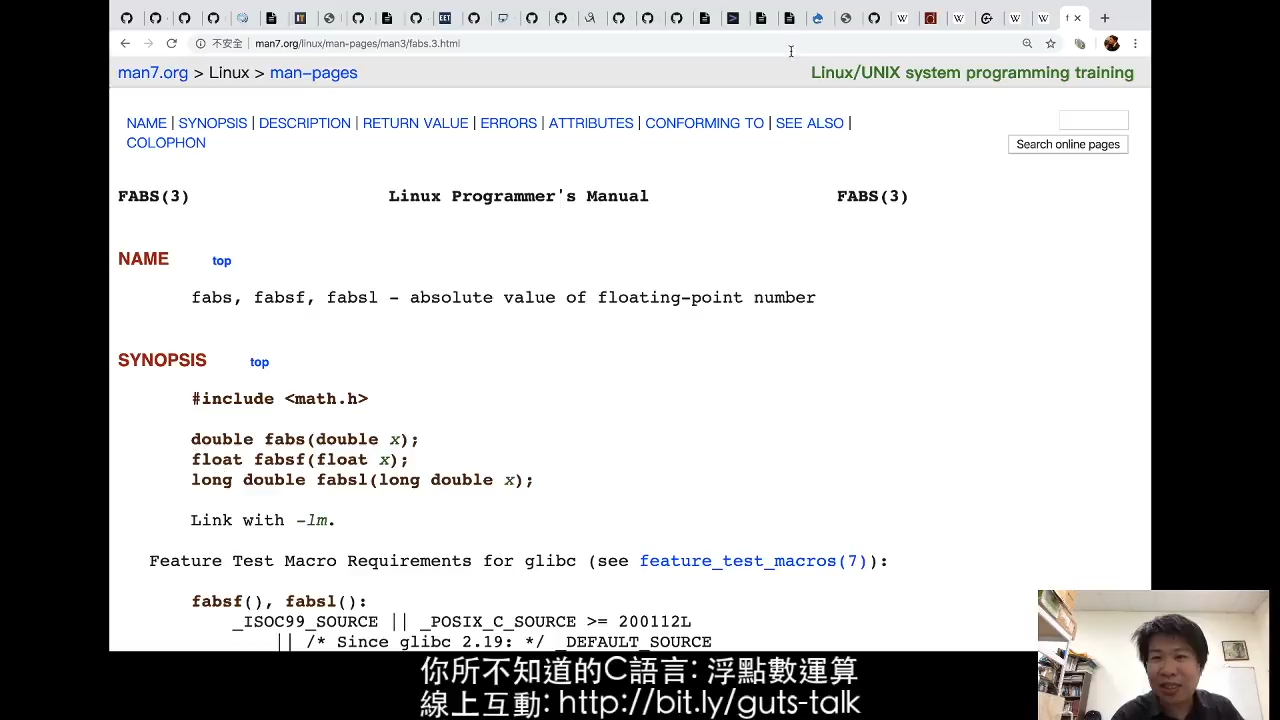 不安全 man7.org/linux/man-pages/man3/fabs.3.html
man7.org > Linux > man-pages
Linux/UNIX system programming training
NAME | SYNOPSIS | DESCRIPTION | RETURN VALUE | ERRORS | ATTRIBUTES | CONFORMING TO | SEE ALSO |
COLOPHON
Search online pages
FABS(3) Linux Programmer's Manual FABS(3)
NAME top
fabs, fabsf, fabsl - absolute value of floating-point number
SYNOPSIS top
#include <math.h>
double fabs(double x);
float fabsf(float x);
long double fabsl(long double x);
Link with -lm.
Feature Test Macro Requirements for glibc (see feature_test_macros(7)):
fabsf(), fabsl():
_ISOC99_SOURCE || _POSIX_C_SOURCE >= 200112L
|| /* Since glibc 2.19: */ _DEFAULT_SOURCE
你所不知道的C語言: 浮點數運算
線上互動: http://bit.ly/guts-talk